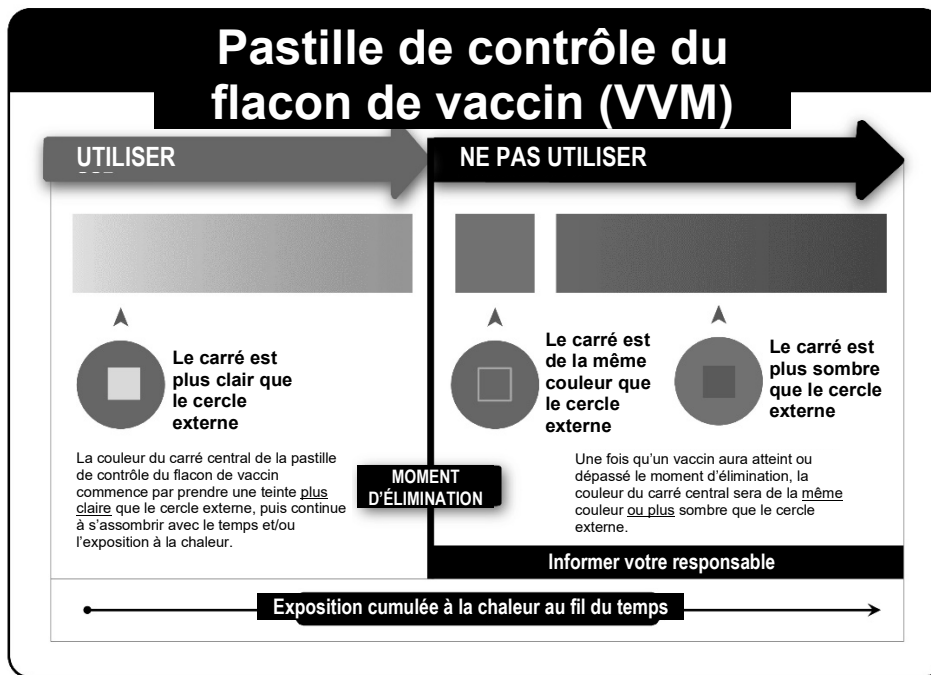 Pastille de contrôle du
flacon de vaccin (VVM)
UTILISER
NE PAS UTILISER
Le carré est
plus clair que
le cercle
externe
Le carré est
de la même
couleur que
le cercle
externe
Le carré est
plus sombre
que le cercle
externe
La couleur du carré central de la pastille
de contrôle du flacon de vaccin
commence par prendre une teinte plus
claire que le cercle externe, puis continue
à s’assombrir avec le temps et/ou
l’exposition à la chaleur.
MOMENT
D’ÉLIMINATION
Une fois qu’un vaccin aura atteint ou
dépassé le moment d’élimination, la
couleur du carré central sera de la même
couleur ou plus sombre que le cercle
externe.
Informer votre responsable
Exposition cumulée à la chaleur au fil du temps